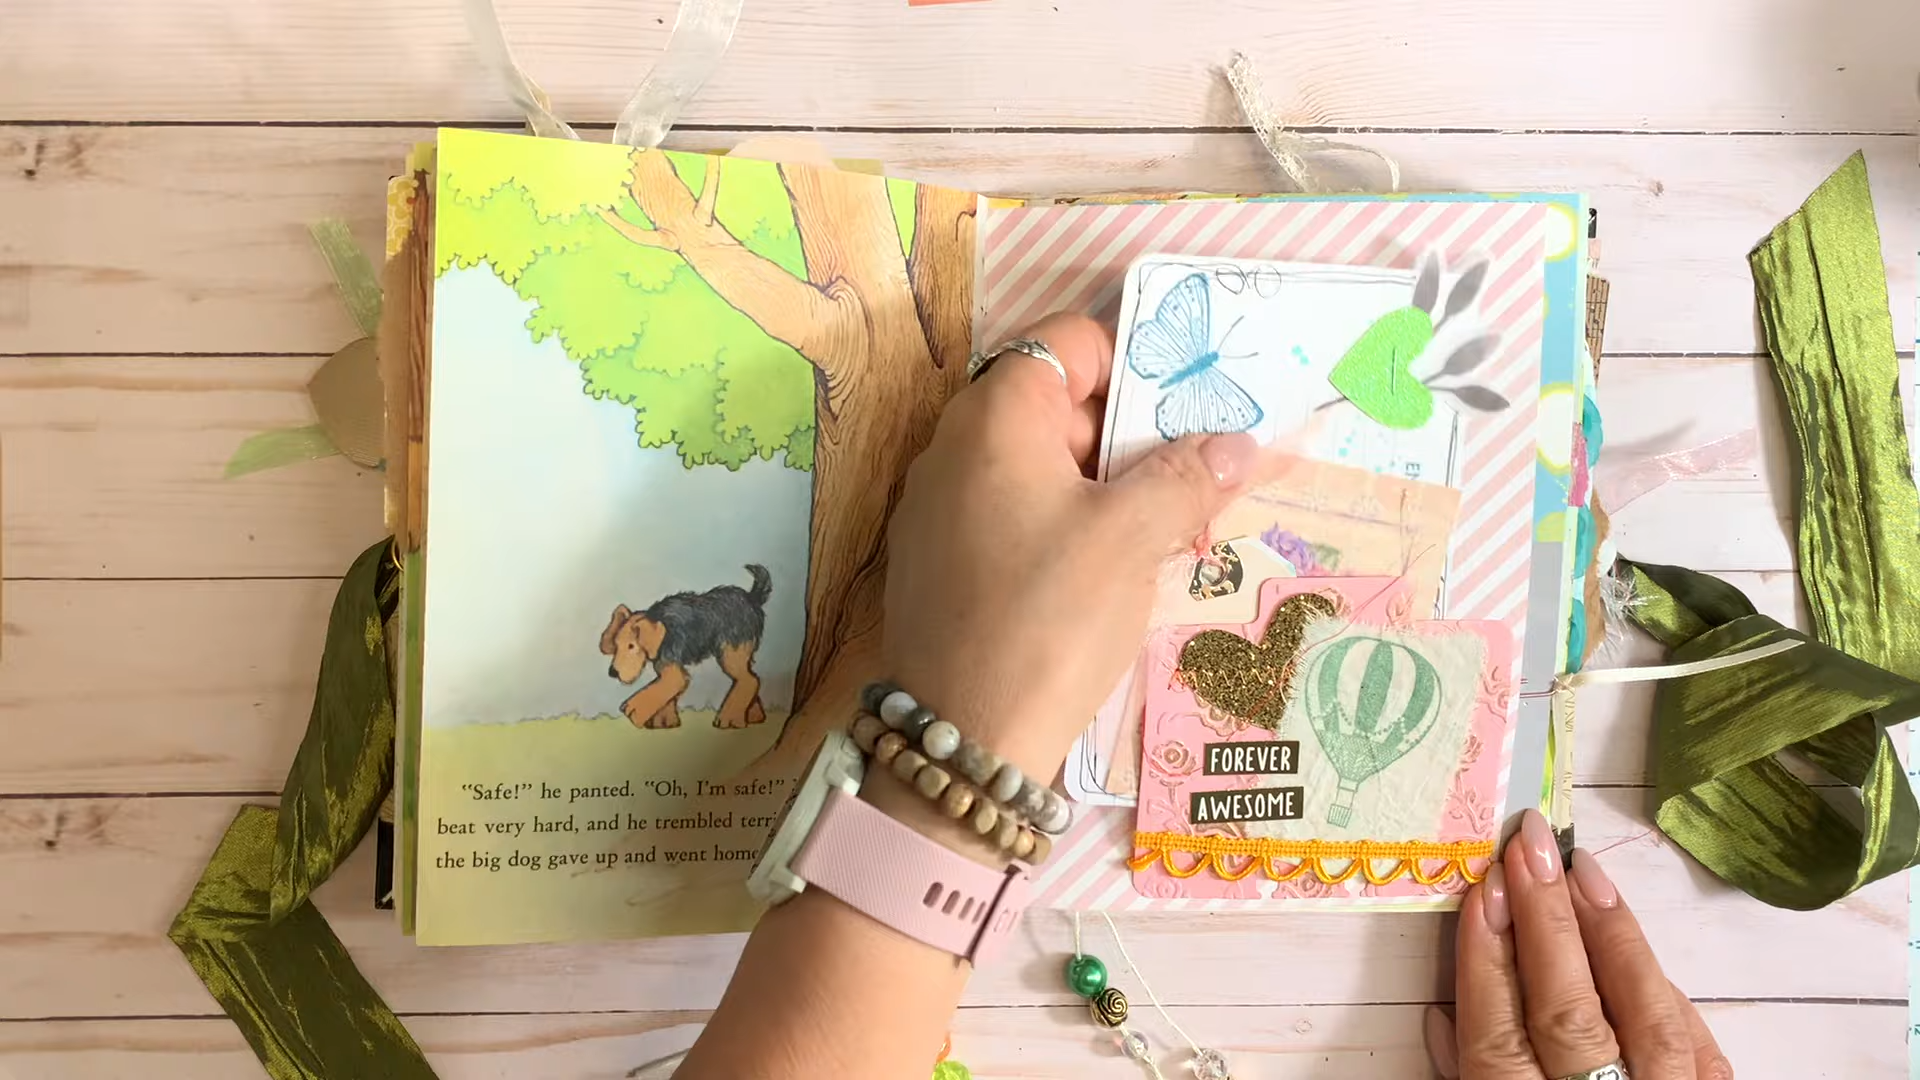 “Safe!” he panted. “Oh, I’m safe!”
beat very hard, and he trembled terri
the big dog gave up and went home
FOREVER
AWESOME